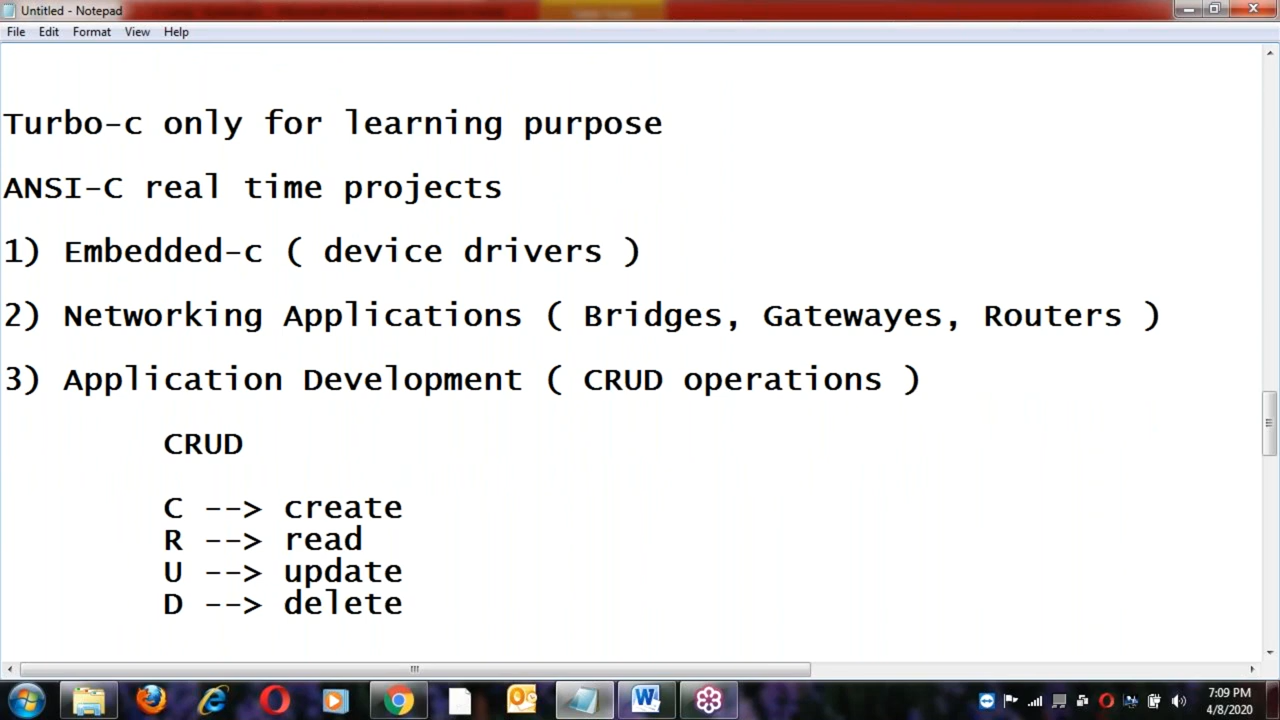 Untitled - Notepad
File Edit Format View Help
Turbo-c only for learning purpose
ANSI-C real time projects
1) Embedded-c ( device drivers )
2) Networking Applications ( Bridges, Gatewayes, Routers )
3) Application Development ( CRUD operations )
CRUD
C --> create
R --> read
U --> update
D --> delete
7:09 PM
4/8/2020